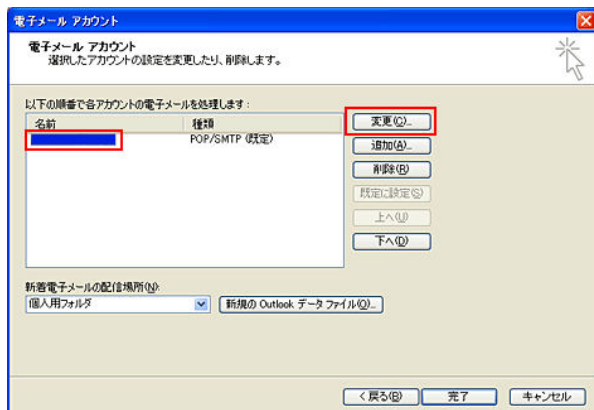 電子メール アカウント
電子メール アカウント
選択したアカウントの設定を変更したり、削除します。
以下の順番で各アカウントの電子メールを処理します:
名前 種類
POP/SMTP (既定)
変更(C)...
追加(A)...
削除(R)
既定に設定(S)
上へ(U)
下へ(D)
新着電子メールの配信場所(N):
個人用フォルダ
新規の Outlook データ ファイル(O)...
< 戻る(B)
完了
キャンセル